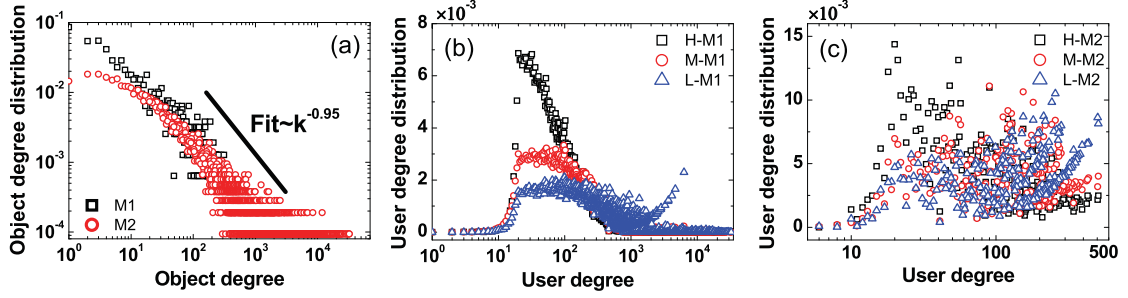 (a)
Object degree distribution
10^-1
10^-2
10^-3
10^-4
Fit~k^-0.95
M1
M2
10^0 10^1 10^2 10^3 10^4
Object degree
×10^-3
(b)
User degree distribution
8
6
4
2
0
H-M1
M-M1
L-M1
10^0 10^1 10^2 10^3 10^4
User degree
×10^-3
(c)
User degree distribution
15
10
5
0
H-M2
M-M2
L-M2
10 100 500
User degree